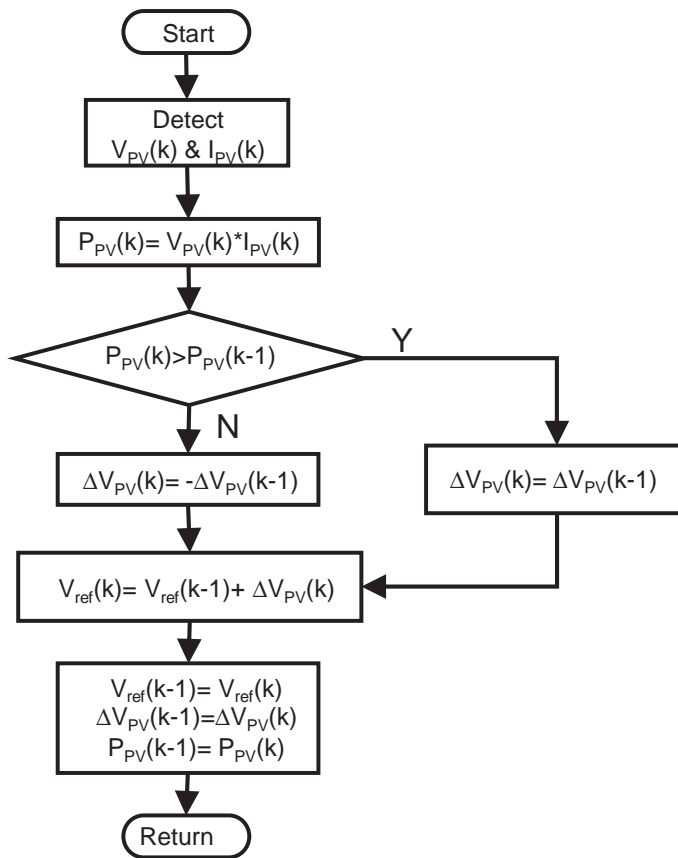 Start
Detect
V_PV(k) & I_PV(k)
P_PV(k)= V_PV(k)*I_PV(k)
P_PV(k)>P_PV(k-1)
Y
N
ΔV_PV(k)= -ΔV_PV(k-1)
ΔV_PV(k)= ΔV_PV(k-1)
V_ref(k)= V_ref(k-1)+ ΔV_PV(k)
V_ref(k-1)= V_ref(k)
ΔV_PV(k-1)=ΔV_PV(k)
P_PV(k-1)= P_PV(k)
Return